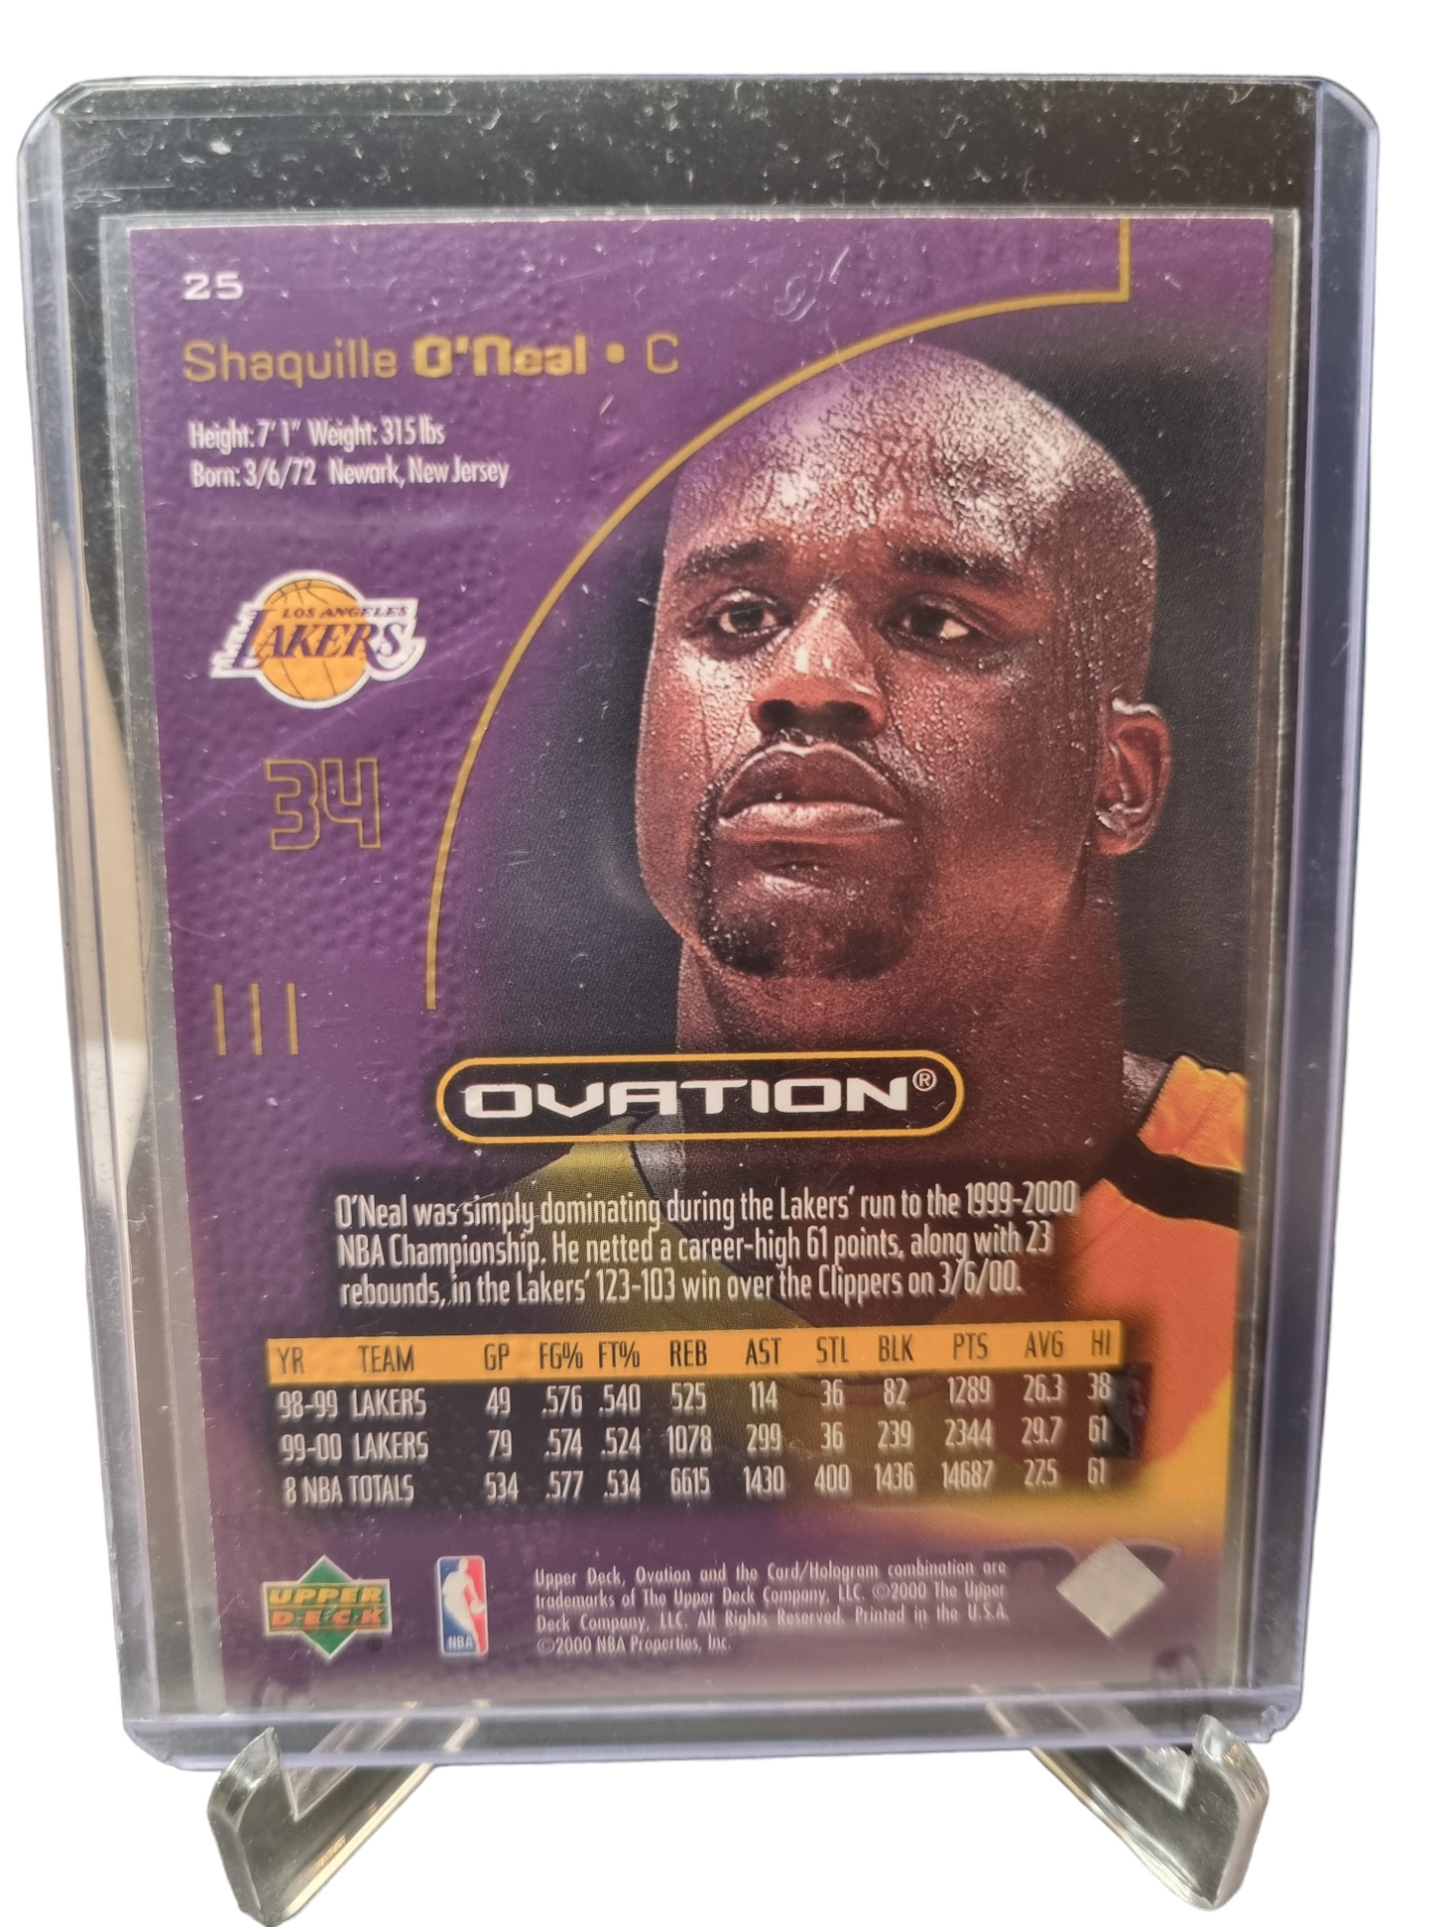 25
Shaquille O'Neal • C
Height: 7' 1" Weight: 315 lbs
Born: 3/6/72 Newark, New Jersey
LOS ANGELES
LAKERS
34
OVATION®
O'Neal was simply dominating during the Lakers' run to the 1999-2000
NBA Championship. He netted a career-high 61 points, along with 23
rebounds, in the Lakers' 123-103 win over the Clippers on 3/6/00.
YR TEAM GP FG% FT% REB AST STL BLK PTS AVG HI
98-99 LAKERS 49 .576 .540 525 114 36 82 1289 26.3 38
99-00 LAKERS 79 .574 .524 1078 299 36 239 2344 29.7 61
8 NBA TOTALS 534 .577 .534 6615 1430 400 1436 14687 27.5 61
UPPER
DECK
NBA
Upper Deck, Ovation and the Card/Hologram combination are
trademarks of The Upper Deck Company, LLC. ©2000 The Upper
Deck Company, LLC. All Rights Reserved. Printed in the U.S.A.
©2000 NBA Properties, Inc.